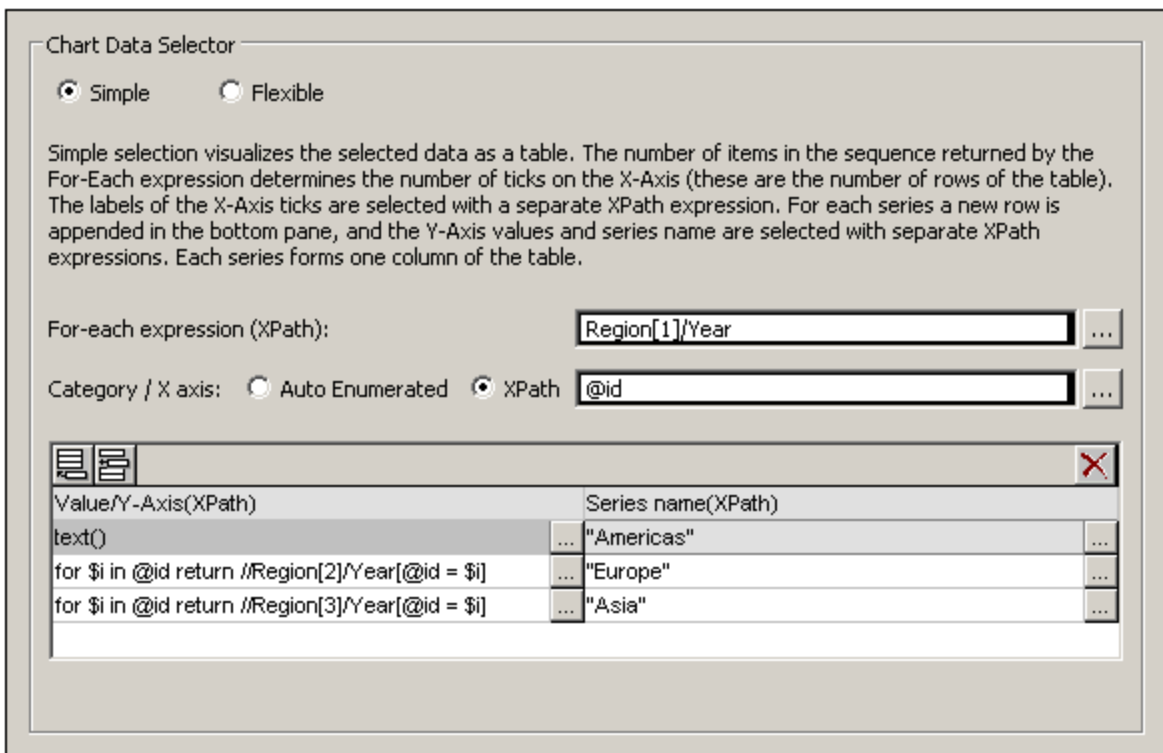 Chart Data Selector
Simple Flexible
Simple selection visualizes the selected data as a table. The number of items in the sequence returned by the
For-Each expression determines the number of ticks on the X-Axis (these are the number of rows of the table).
The labels of the X-Axis ticks are selected with a separate XPath expression. For each series a new row is
appended in the bottom pane, and the Y-Axis values and series name are selected with separate XPath
expressions. Each series forms one column of the table.
For-each expression (XPath): Region[1]/Year ...
Category / X axis: Auto Enumerated XPath @id ...
Value/Y-Axis(XPath) Series name(XPath)
text() ... "Americas" ...
for $i in @id return //Region[2]/Year[@id = $i] ... "Europe" ...
for $i in @id return //Region[3]/Year[@id = $i] ... "Asia" ...